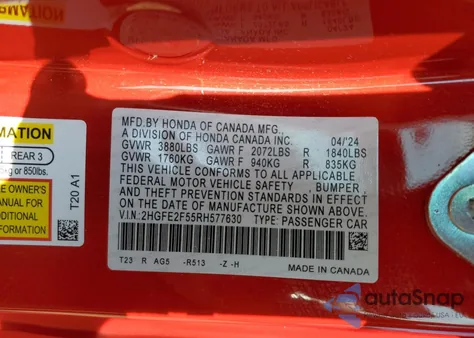 MFD.BY HONDA OF CANADA MFG.,
A DIVISION OF HONDA CANADA INC. 04/'24
GVWR 3880LBS GAWR F 2072LBS R 1840LBS
GVWR 1760KG GAWR F 940KG R 835KG
THIS VEHICLE CONFORMS TO ALL APPLICABLE
FEDERAL MOTOR VEHICLE SAFETY , BUMPER ,
AND THEFT PREVENTION STANDARDS IN EFFECT
ON THE DATE OF MANUFACTURE SHOWN ABOVE.
V.I.N: 2HGFE2F55RH577630 TYPE: PASSENGER CAR
T23 R AG5 -R513 -Z -H
MADE IN CANADA
MATION
REAR 3
kg or 850lbs.
E OWNER'S
MANUAL FOR
ADDITIONAL
FORMATION
T20 A1
autoSnap